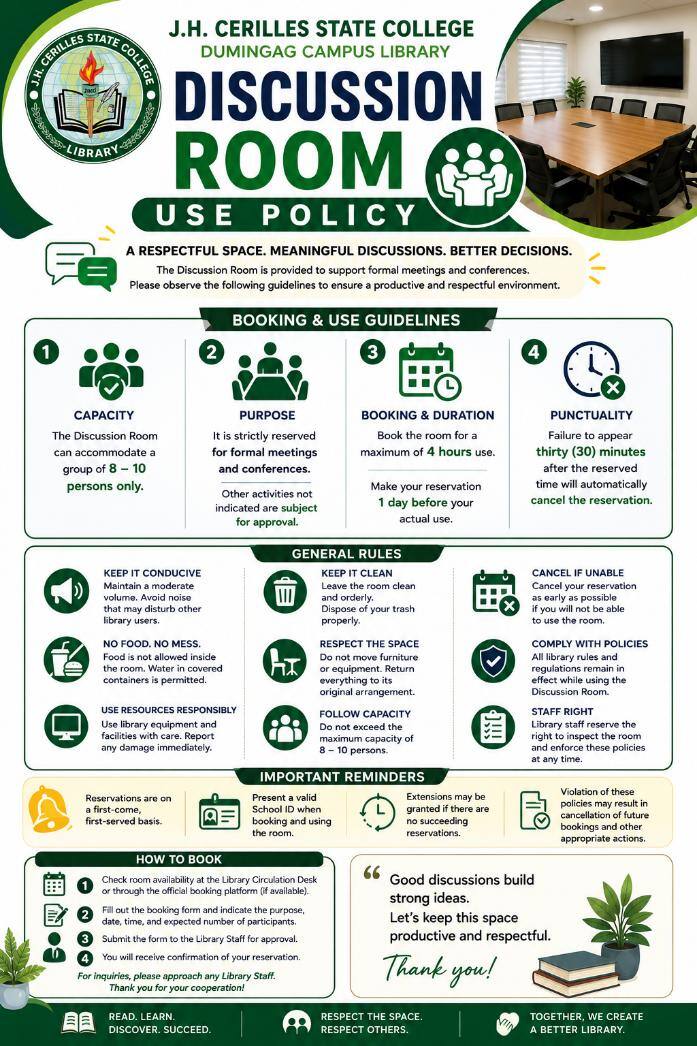 J.H. CERILLES STATE COLLEGE
LIBRARY
J.H. CERILLES STATE COLLEGE
DUMINGAG CAMPUS LIBRARY
DISCUSSION
ROOM
USE POLICY
A RESPECTFUL SPACE. MEANINGFUL DISCUSSIONS. BETTER DECISIONS.
The Discussion Room is provided to support formal meetings and conferences.
Please observe the following guidelines to ensure a productive and respectful environment.
BOOKING & USE GUIDELINES
1
CAPACITY
The Discussion Room
can accommodate a
group of 8 – 10
persons only.
2
PURPOSE
It is strictly reserved
for formal meetings
and conferences.
Other activities not
indicated are subject
for approval.
3
BOOKING & DURATION
Book the room for a
maximum of 4 hours use.
Make your reservation
1 day before your
actual use.
4
PUNCTUALITY
Failure to appear
thirty (30) minutes
after the reserved
time will automatically
cancel the reservation.
GENERAL RULES
KEEP IT CONDUCIVE
Maintain a moderate
volume. Avoid noise
that may disturb other
library users.
NO FOOD. NO MESS.
Food is not allowed inside
the room. Water in covered
containers is permitted.
USE RESOURCES RESPONSIBLY
Use library equipment and
facilities with care. Report
any damage immediately.
KEEP IT CLEAN
Leave the room clean
and orderly.
Dispose of your trash
properly.
RESPECT THE SPACE
Do not move furniture
or equipment. Return
everything to its
original arrangement.
FOLLOW CAPACITY
Do not exceed the
maximum capacity of
8 – 10 persons.
CANCEL IF UNABLE
Cancel your reservation
as early as possible
if you will not be able
to use the room.
COMPLY WITH POLICIES
All library rules and
regulations remain in
effect while using the
Discussion Room.
STAFF RIGHT
Library staff reserve the
right to inspect the room
and enforce these policies
at any time.
IMPORTANT REMINDERS
Reservations are on
a first-come,
first-served basis.
Present a valid
School ID when
booking and using
the room.
Extensions may be
granted if there are
no succeeding
reservations.
Violation of these
policies may result in
cancellation of future
bookings and other
appropriate actions.
HOW TO BOOK
1 Check room availability at the Library Circulation Desk
or through the official booking platform (if available).
2 Fill out the booking form and indicate the purpose,
date, time, and expected number of participants.
3 Submit the form to the Library Staff for approval.
4 You will receive confirmation of your reservation.
For inquiries, please approach any Library Staff.
Thank you for your cooperation!
“ Good discussions build
strong ideas.
Let's keep this space
productive and respectful.
Thank you!
READ. LEARN.
DISCOVER. SUCCEED.
RESPECT THE SPACE.
RESPECT OTHERS.
TOGETHER, WE CREATE
A BETTER LIBRARY.